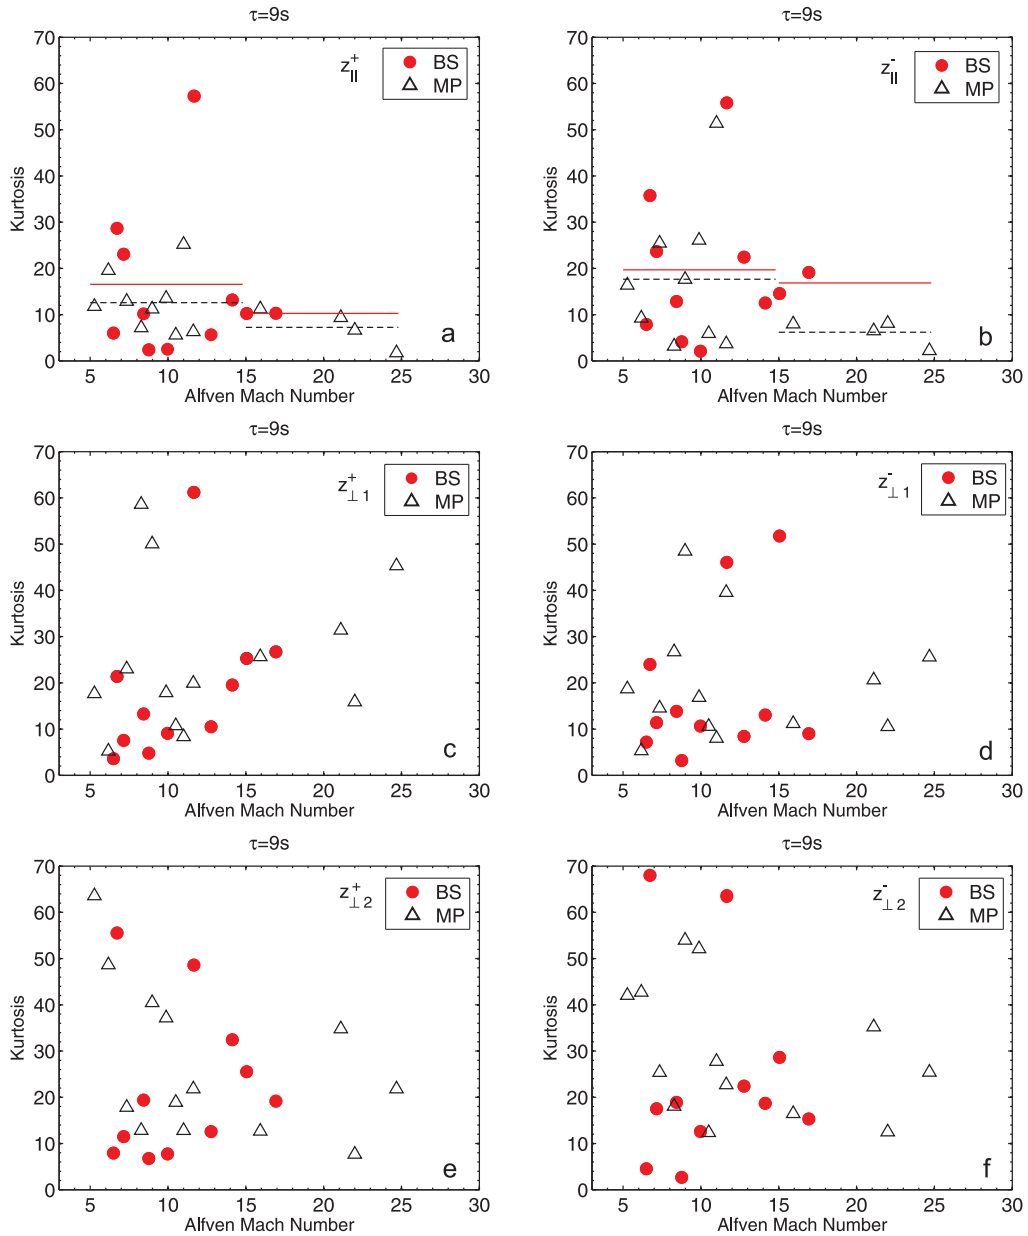 τ=9s
τ=9s
70
60
50
40
30
20
10
0
Kurtosis
z||+
BS
MP
a
5 10 15 20 25 30
Alfven Mach Number
70
60
50
40
30
20
10
0
Kurtosis
z||-
BS
MP
b
5 10 15 20 25 30
Alfven Mach Number
τ=9s
τ=9s
70
60
50
40
30
20
10
0
Kurtosis
z⊥1+
BS
MP
c
5 10 15 20 25 30
Alfven Mach Number
70
60
50
40
30
20
10
0
Kurtosis
z⊥1-
BS
MP
d
5 10 15 20 25 30
Alfven Mach Number
τ=9s
τ=9s
70
60
50
40
30
20
10
0
Kurtosis
z⊥2+
BS
MP
e
5 10 15 20 25 30
Alfven Mach Number
70
60
50
40
30
20
10
0
Kurtosis
z⊥2-
BS
MP
f
5 10 15 20 25 30
Alfven Mach Number